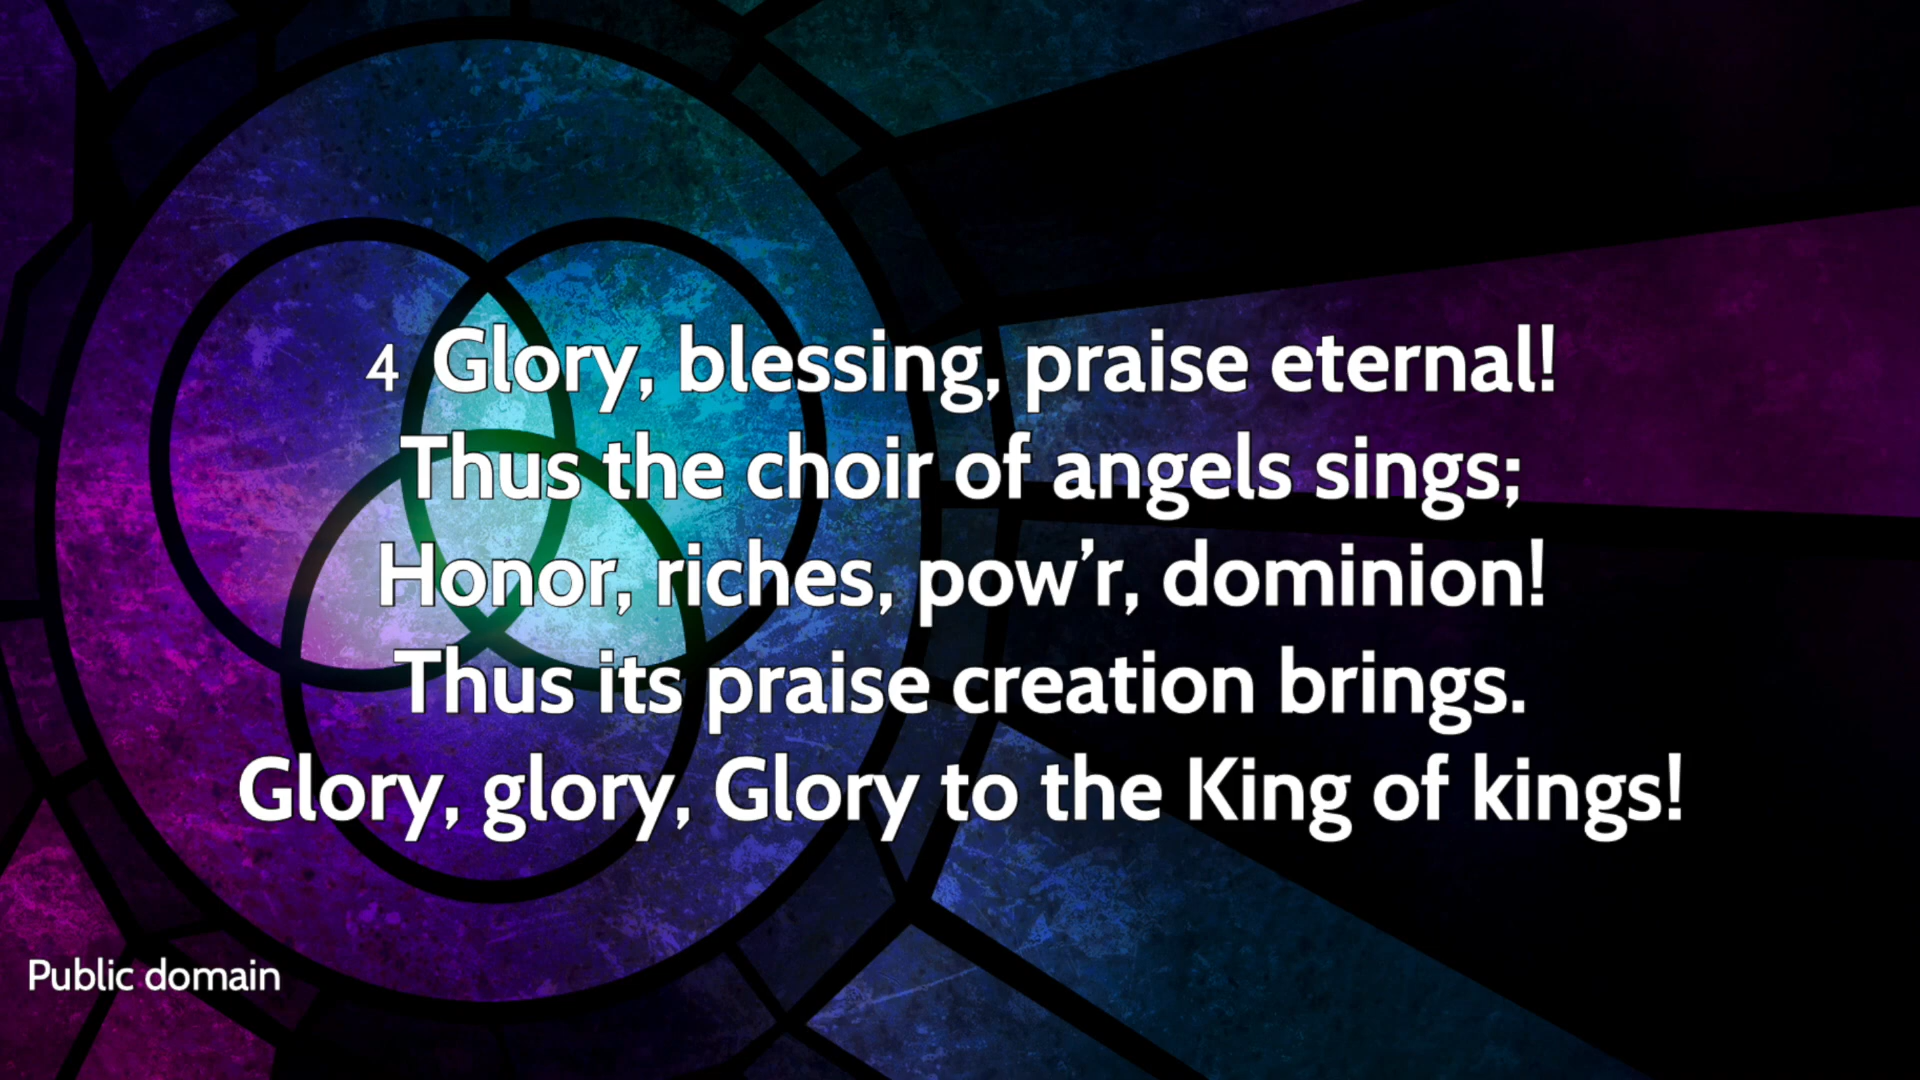 4 Glory, blessing, praise eternal!
Thus the choir of angels sings;
Honor, riches, pow’r, dominion!
Thus its praise creation brings.
Glory, glory, Glory to the King of kings!
Public domain